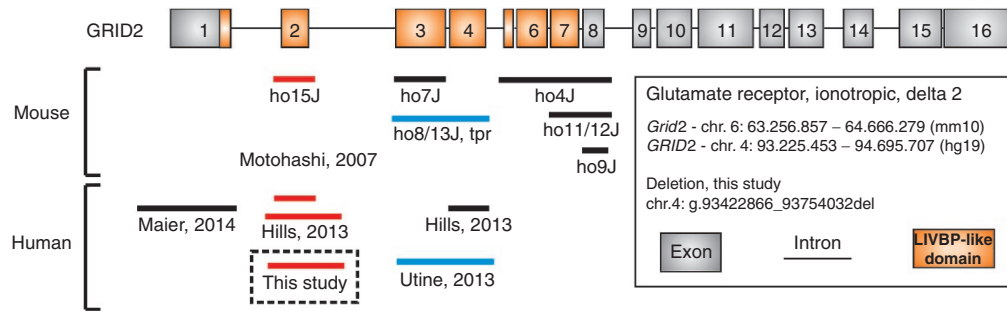 GRID2
1 2 3 4 6 7 8 9 10 11 12 13 14 15 16
Mouse
ho15J ho7J ho4J
ho8/13J, tpr ho11/12J
ho9J
Motohashi, 2007
Human
Maier, 2014 Hills, 2013 Hills, 2013
This study Utine, 2013
Glutamate receptor, ionotropic, delta 2
Grid2 - chr. 6: 63.256.857 – 64.666.279 (mm10)
GRID2 - chr. 4: 93.225.453 – 94.695.707 (hg19)
Deletion, this study
chr.4: g.93422866_93754032del
Exon
Intron
LIVBP-like
domain